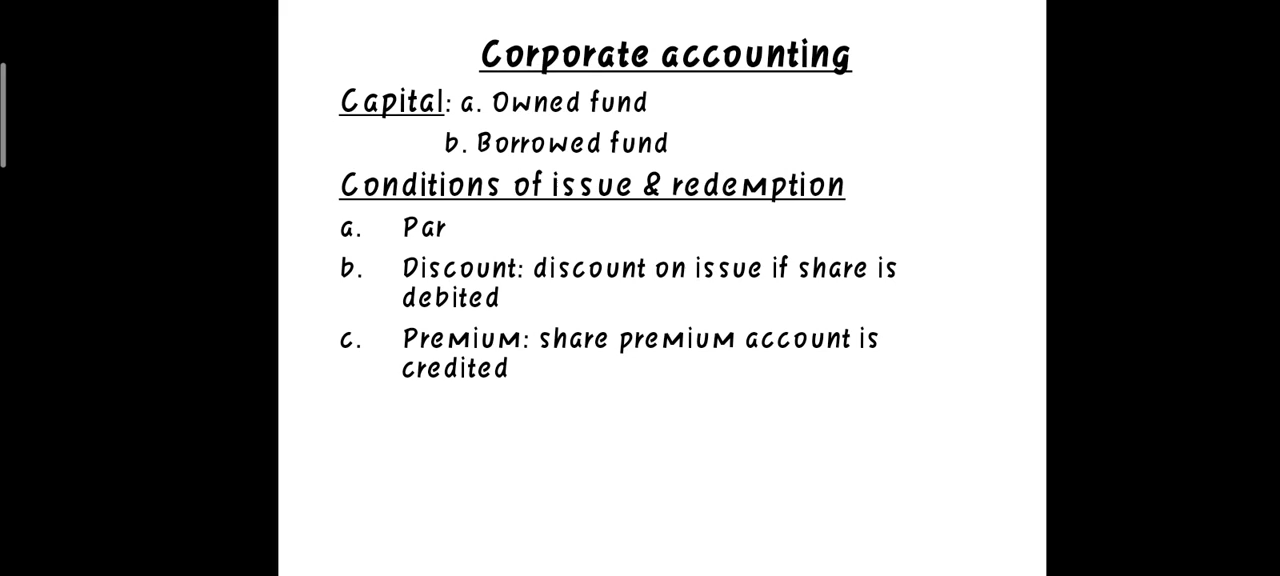 Corporate accounting
Capital: a. Owned fund
b. Borrowed fund
Conditions of issue & redemption
a. Par
b. Discount: discount on issue if share is
debited
c. Premium: share premium account is
credited